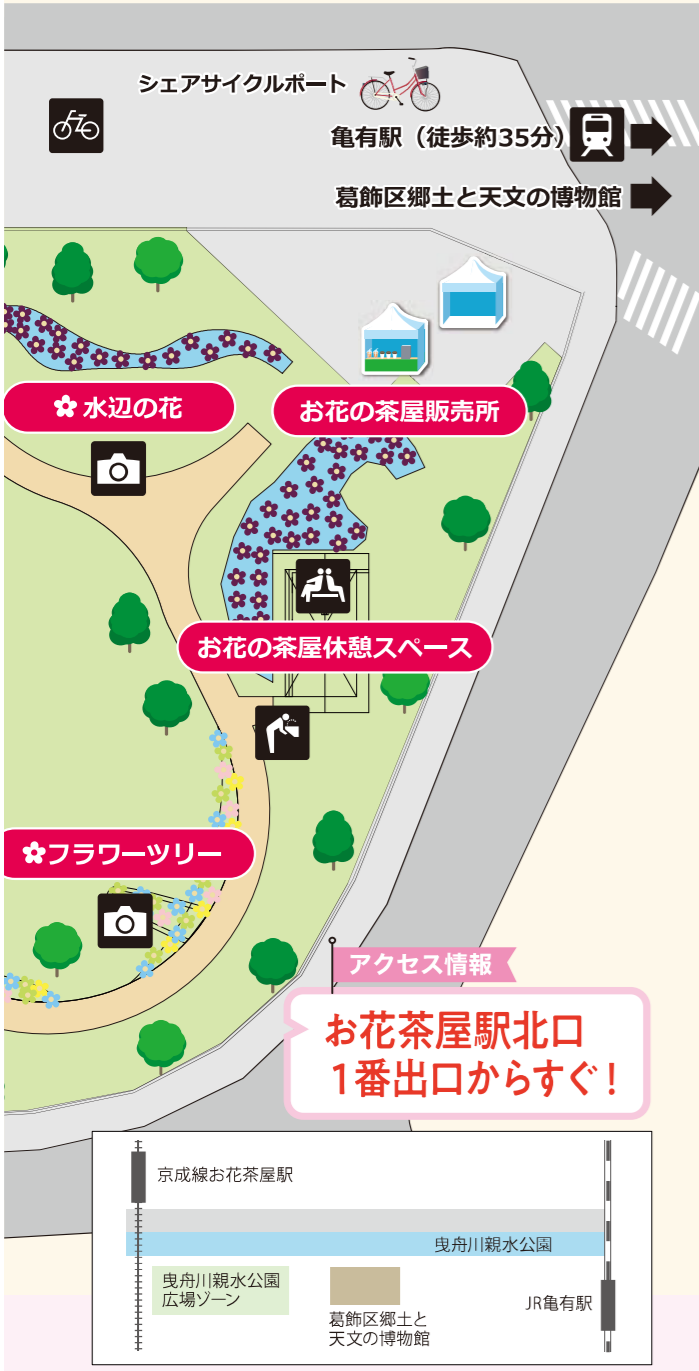 シェアサイクルポート
亀有駅（徒歩約35分）
葛飾区郷土と天文の博物館
水辺の花
お花の茶屋販売所
お花の茶屋休憩スペース
フラワーツリー
アクセス情報
お花茶屋駅北口
1番出口からすぐ！
京成線お花茶屋駅
曳舟川親水公園
曳舟川親水公園
広場ゾーン
葛飾区郷土と
天文の博物館
JR亀有駅